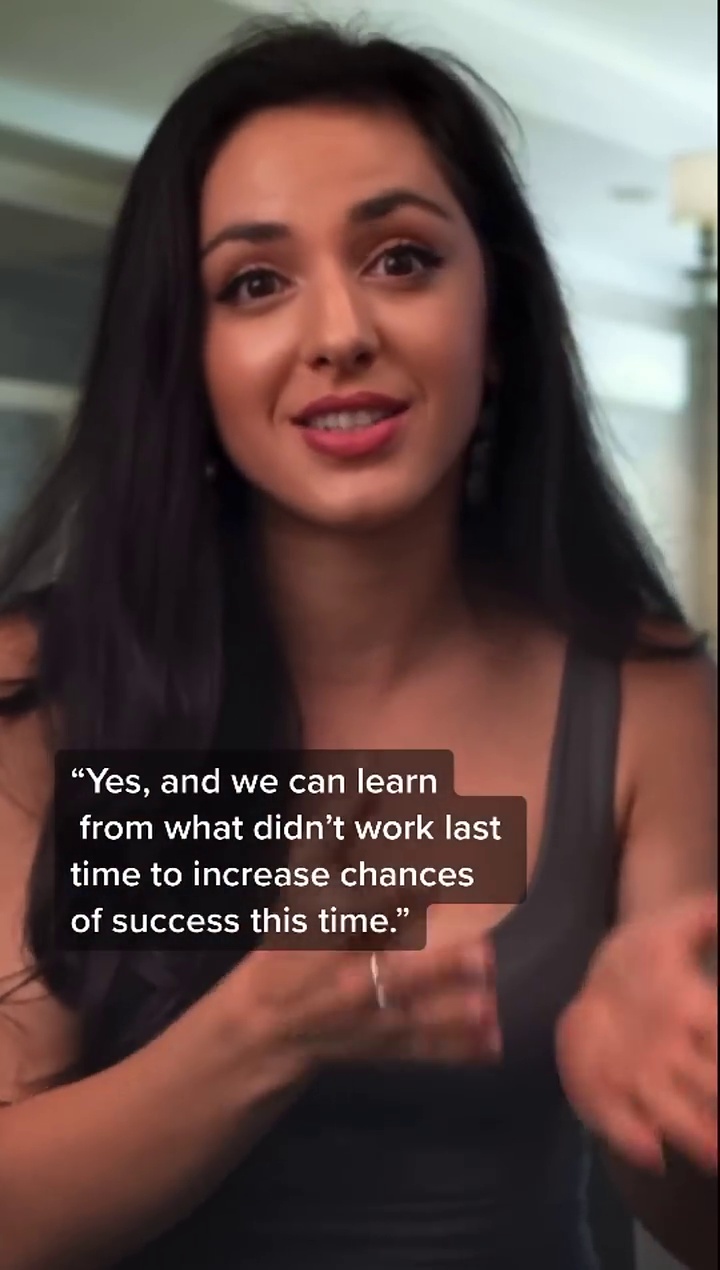 “Yes, and we can learn
from what didn’t work last
time to increase chances
of success this time.”